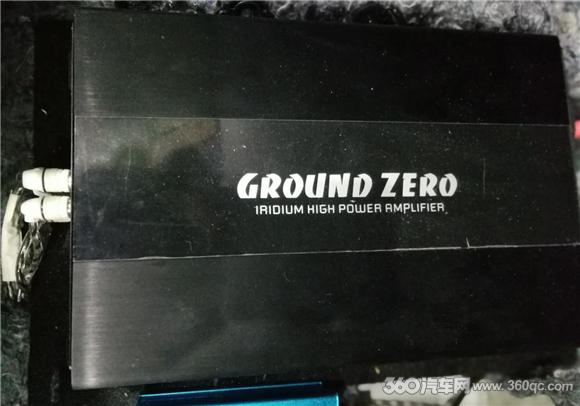 GROUND ZERO
IRIDIUM HIGH POWER AMPLIFIER
360汽车网 www.360qc.com